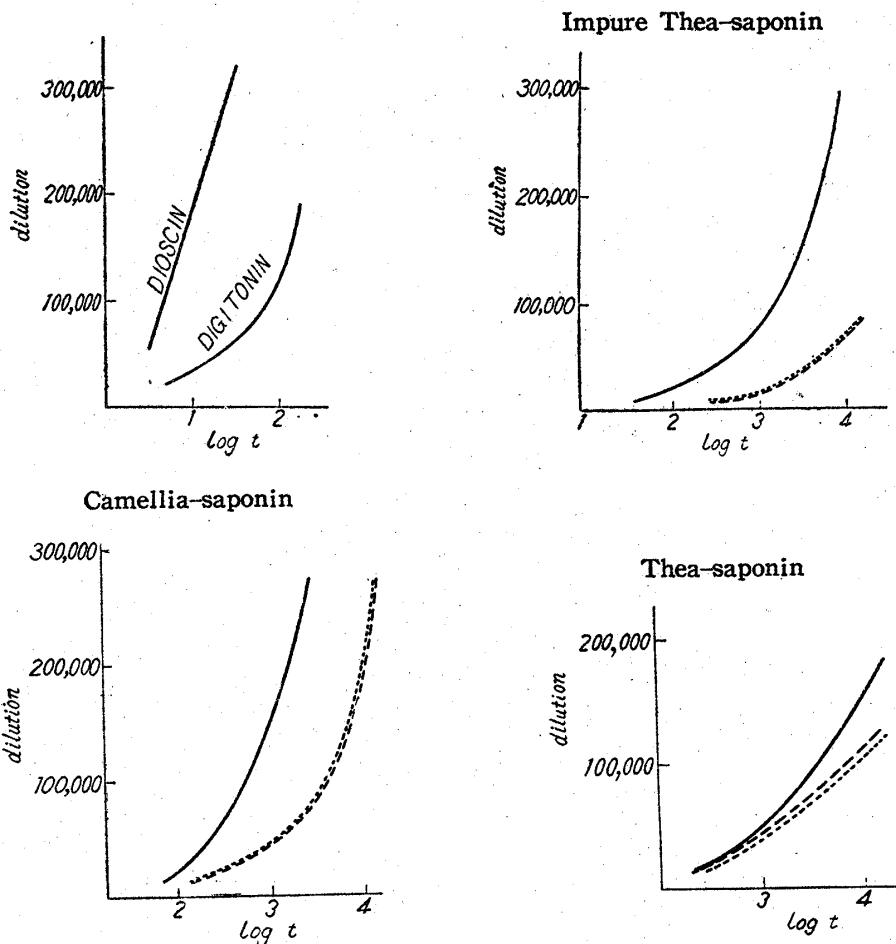 300,000
200,000
100,000
dilution
DIOSCIN
DIGITONIN
1 2
log t
Impure Thea-saponin
300,000
200,000
100,000
dilution
1 2 3 4
log t
Camellia-saponin
300,000
200,000
100,000
dilution
2 3 4
log t
Thea-saponin
200,000
100,000
dilution
3 4
log t